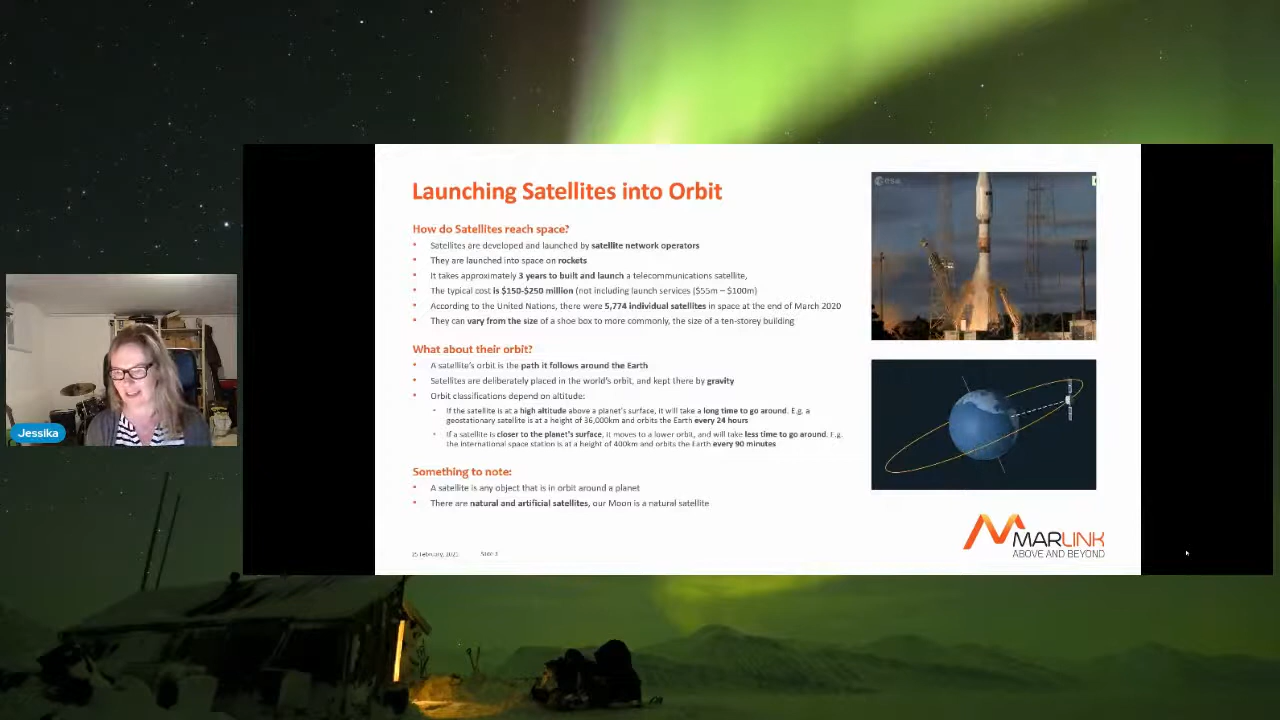 Launching Satellites into Orbit
How do Satellites reach space?
Satellites are developed and launched by satellite network operators
They are launched into space on rockets
It takes approximately 3 years to built and launch a telecommunications satellite,
The typical cost is $150-$250 million (not including launch services ($55m – $100m)
According to the United Nations, there were 5,774 individual satellites in space at the end of March 2020
They can vary from the size of a shoe box to more commonly, the size of a ten-storey building
What about their orbit?
A satellite's orbit is the path it follows around the Earth
Satellites are deliberately placed in the world's orbit, and kept there by gravity
Orbit classifications depend on altitude:
If the satellite is at a high altitude above a planet's surface, it will take a long time to go around. E.g. a
geostationary satellite is at a height of 36,000km and orbits the Earth every 24 hours
If a satellite is closer to the planet's surface, it moves to a lower orbit, and will take less time to go around. E.g.
the international space station is at a height of 400km and orbits the Earth every 90 minutes
Something to note:
A satellite is any object that is in orbit around a planet
There are natural and artificial satellites, our Moon is a natural satellite
February, Slide 3
esa
MARLINK
ABOVE AND BEYOND
Jessika